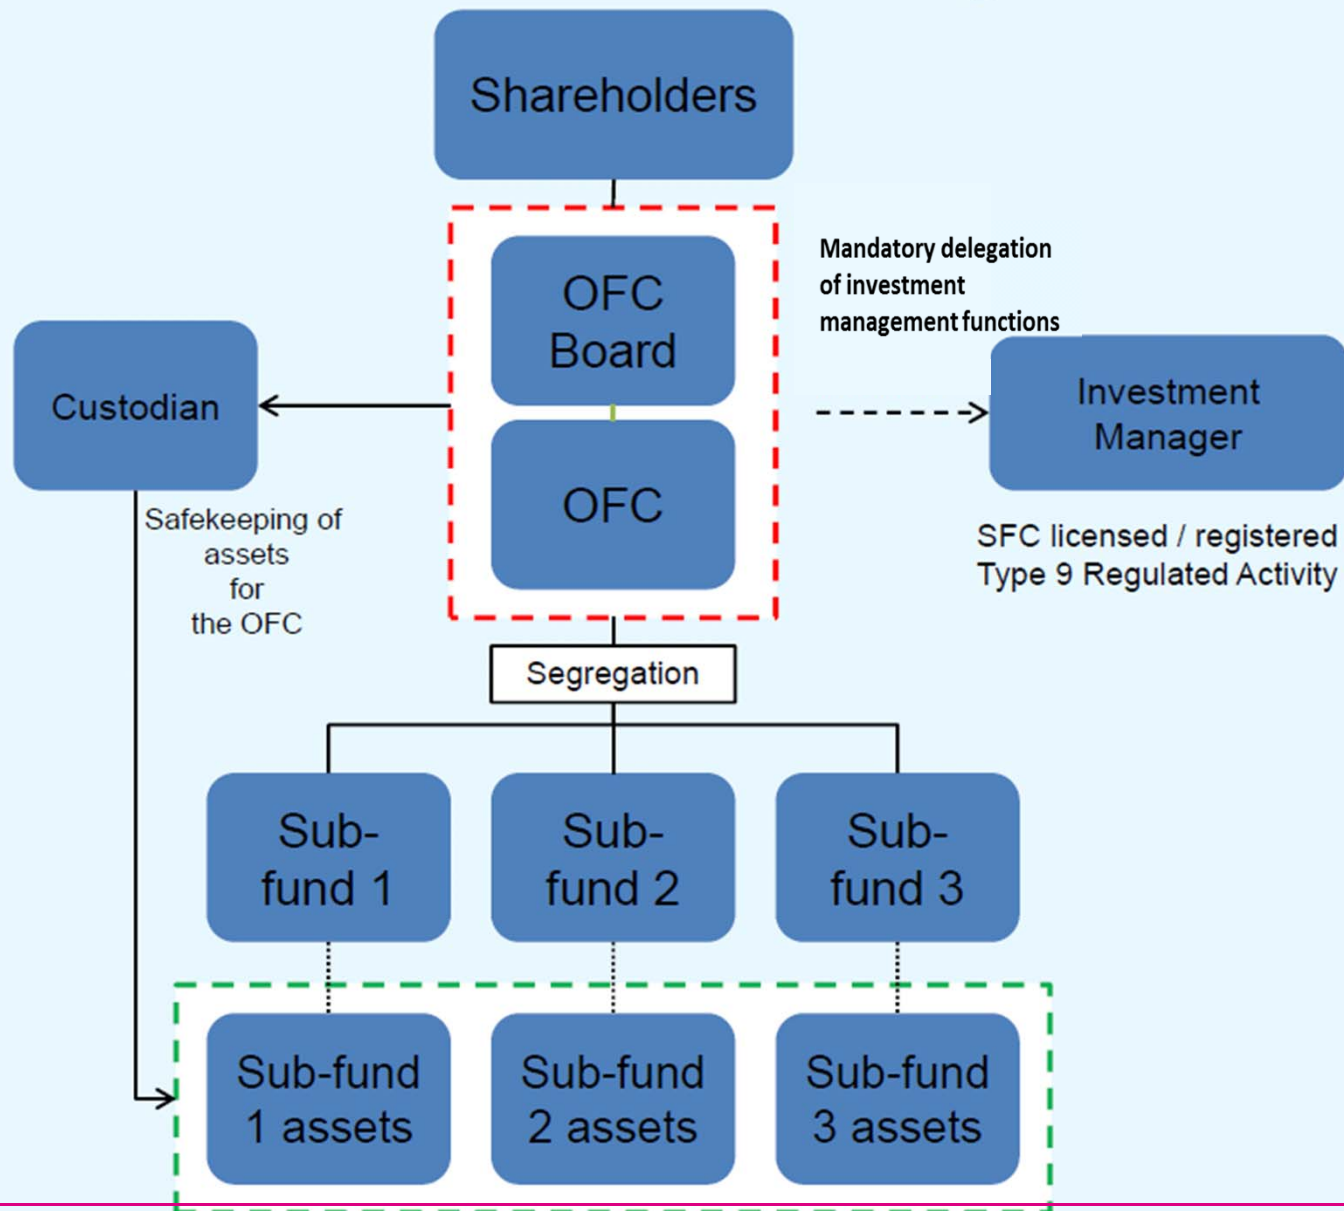 Shareholders
OFC
Board
Mandatory delegation
of investment
management functions
Custodian
Investment
Manager
OFC
Safekeeping of
assets
for
the OFC
SFC licensed / registered
Type 9 Regulated Activity
Segregation
Sub-
fund 1
Sub-
fund 2
Sub-
fund 3
Sub-fund
1 assets
Sub-fund
2 assets
Sub-fund
3 assets